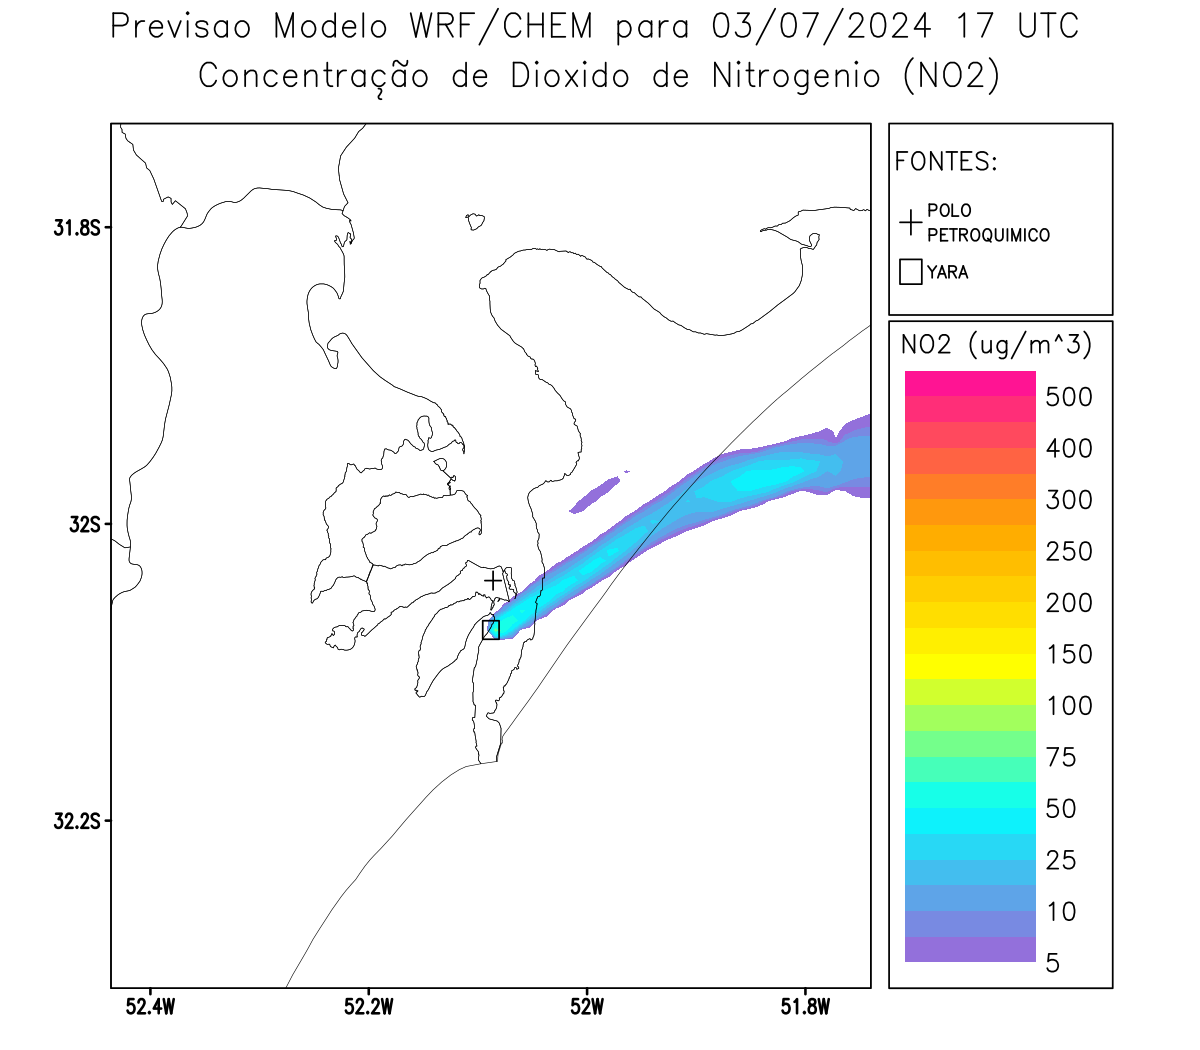 Previsao Modelo WRF/CHEM para 03/07/2024 17 UTC
Concentração de Dioxido de Nitrogenio (NO2)
FONTES:
POLO
PETROQUIMICO
YARA
NO2 (ug/m^3)
500
400
300
250
200
150
100
75
50
25
10
5
31.8S
32S
32.2S
52.4W
52.2W
52W
51.8W